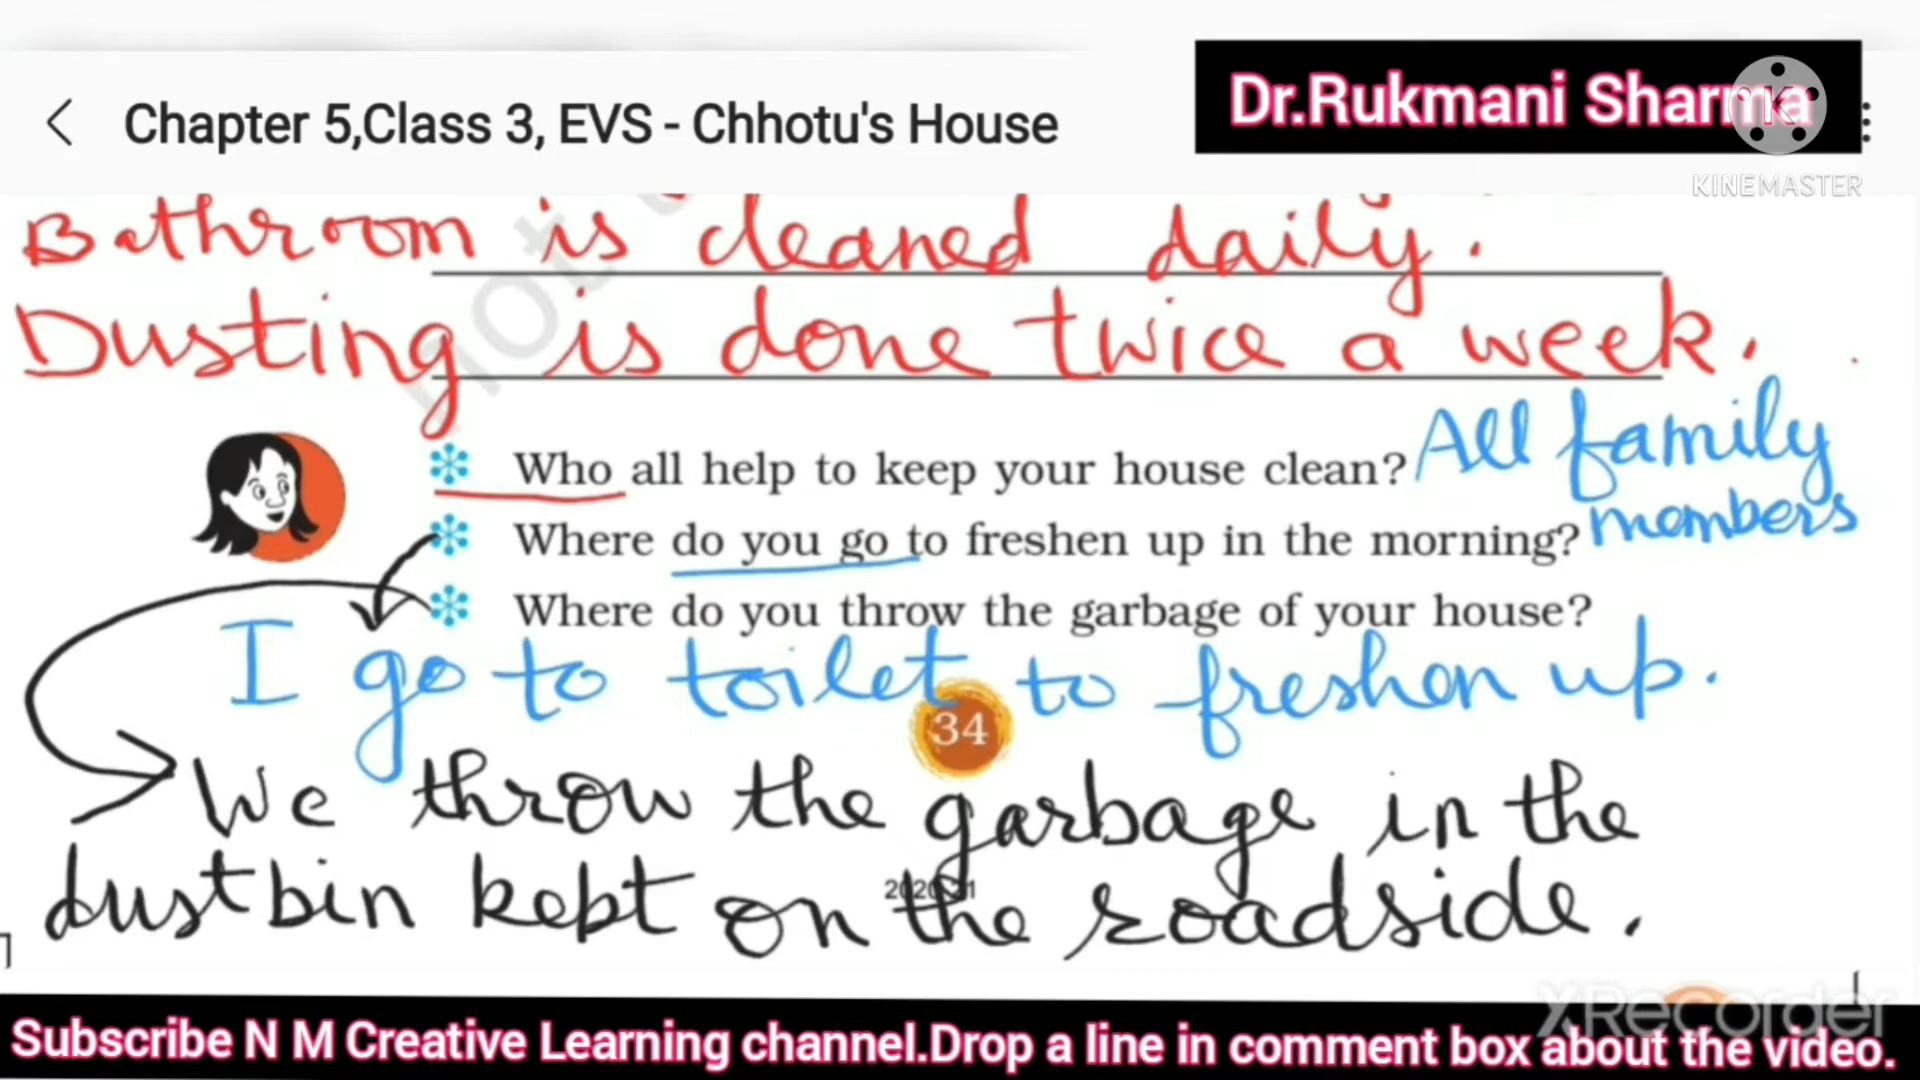 Dr.Rukmani Sharma
Chapter 5,Class 3, EVS - Chhotu's House
KINEMASTER
Bathroom is cleaned daily.
Dusting is done twice a week.
Who all help to keep your house clean? All family members
Where do you go to freshen up in the morning?
Where do you throw the garbage of your house?
I go to toilet to freshen up.
34
We throw the garbage in the
dustbin kept on the roadside.
2020-21
XRecorder
Subscribe N M Creative Learning channel.Drop a line in comment box about the video.